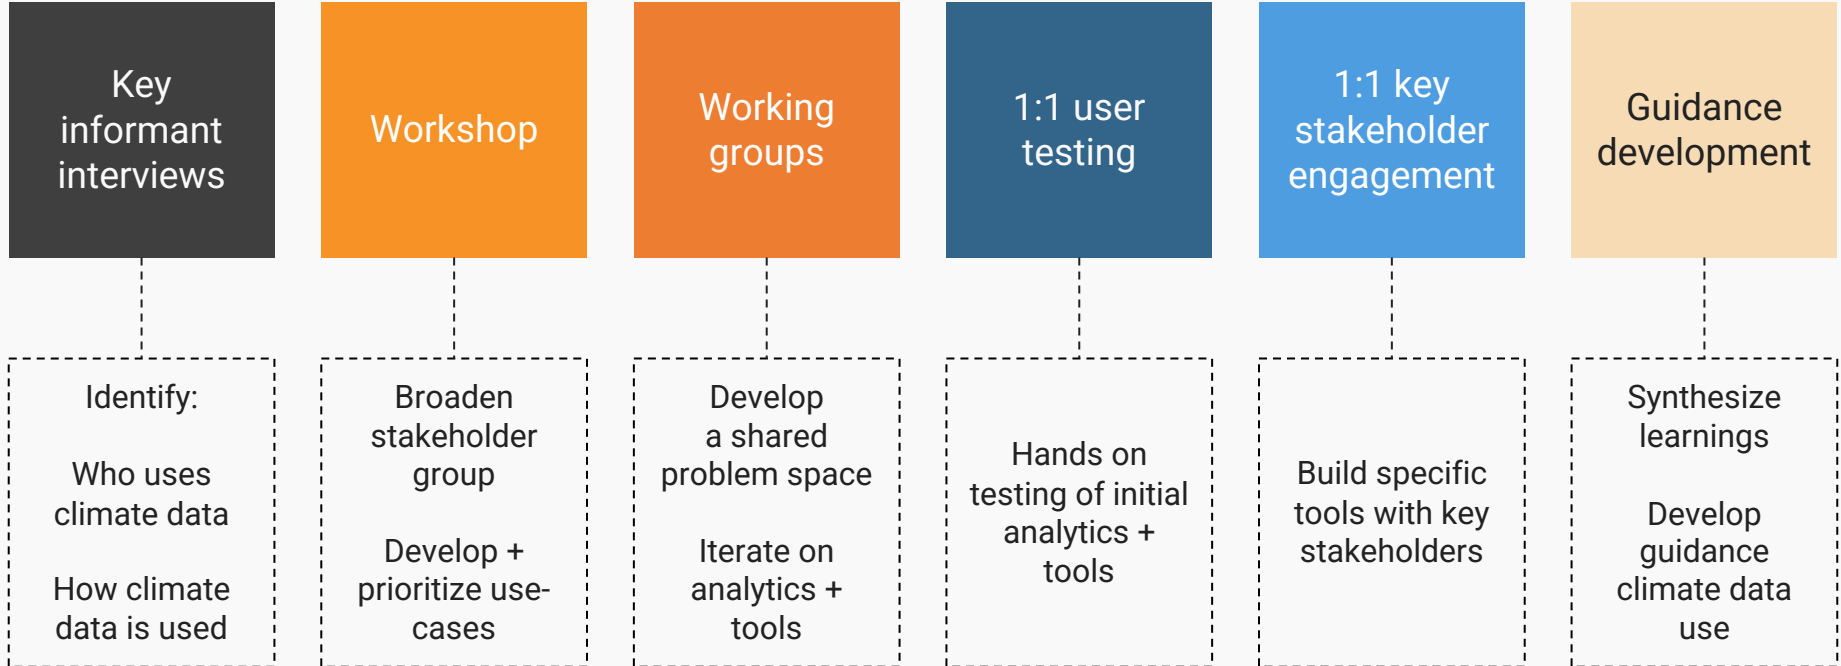 Key
informant
interviews
Workshop
Working
groups
1:1 user
testing
1:1 key
stakeholder
engagement
Guidance
development
Identify:
Who uses
climate data
How climate
data is used
Broaden
stakeholder
group
Develop +
prioritize use-
cases
Develop
a shared
problem space
Iterate on
analytics +
tools
Hands on
testing of initial
analytics +
tools
Build specific
tools with key
stakeholders
Synthesize
learnings
Develop
guidance
climate data
use